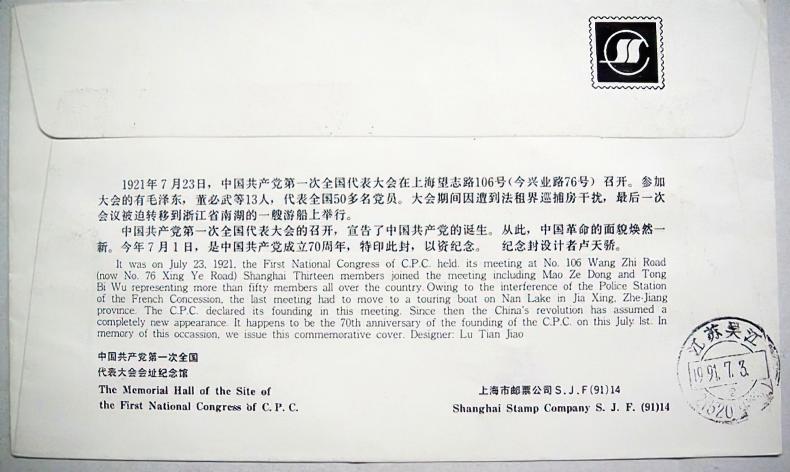 1921年7月23日，中国共产党第一次全国代表大会在上海望志路106号(今兴业路76号) 召开。参加
大会的有毛泽东，董必武等13人，代表全国50多名党员。大会期间因遭到法租界巡捕房干扰，最后一次
会议被迫转移到浙江省南湖的一艘游船上举行。
中国共产党第一次全国代表大会的召开，宣告了中国共产党的诞生。从此，中国革命的面貌焕然一
新。今年7月1日，是中国共产党成立70周年，特印此封，以资纪念。 纪念封设计者卢天骄。
It was on July 23, 1921, the First National Congress of C.P.C. held. its meeting at No. 106 Wang Zhi Road
(now No. 76 Xing Ye Road) Shanghai Thirteen members joined the meeting including Mao Ze Dong and Tong
Bi Wu representing more than fifty members all over the country. Owing to the interference of the Police Station
of the French Concession, the last meeting had to move to a touring boat on Nan Lake in Jia Xing, Zhe-Jiang
province. The C.P.C. declared its founding in this meeting. Since then the China's revolution has assumed a
completely new appearance. It happens to be the 70th anniversary of the founding of the C.P.C. on this July lst. In
memory of this occassion, we issue this commemorative cover. Designer: Lu Tian Jiao
中国共产党第一次全国
代表大会会址纪念馆
The Memorial Hall of the Site of
the First National Congress of C. P. C.
上海市邮票公司 S. J. F (91) 14
Shanghai Stamp Company S. J. F. (91)14
江苏吴江
1991.7.3.